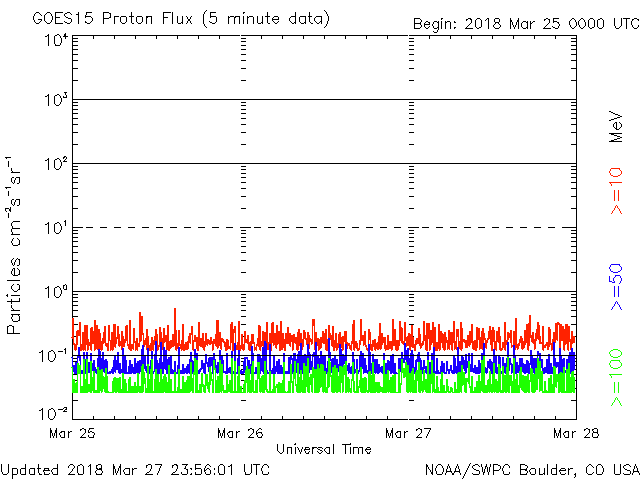 GOES15 Proton Flux (5 minute data)
Begin: 2018 Mar 25 0000 UTC
10⁴
10³
10²
10¹
10⁰
10⁻¹
10⁻²
Particles cm⁻²s⁻¹sr⁻¹
MeV
>=10
>=50
>=100
Mar 25 Mar 26 Mar 27 Mar 28
Universal Time
Updated 2018 Mar 27 23:56:01 UTC
NOAA/SWPC Boulder, CO USA